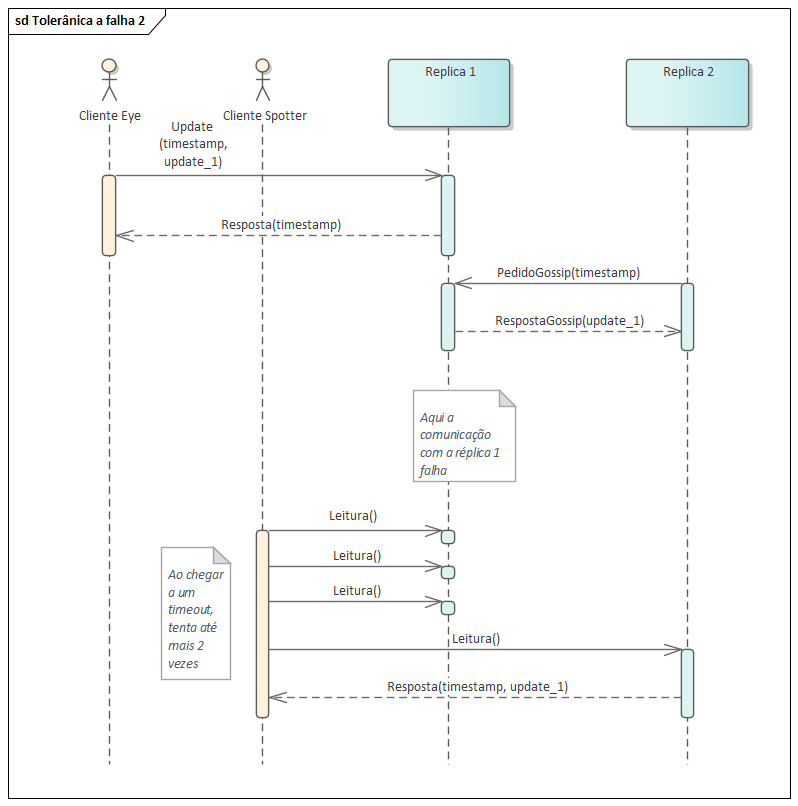 sd Tolerânica a falha 2
Cliente Eye
Cliente Spotter
Replica 1
Replica 2
Update
(timestamp,
update_1)
Resposta(timestamp)
PedidoGossip(timestamp)
RespostaGossip(update_1)
Aqui a
comunicação
com a réplica 1
falha
Leitura()
Leitura()
Leitura()
Ao chegar
a um
timeout,
tenta até
mais 2
vezes
Leitura()
Resposta(timestamp, update_1)